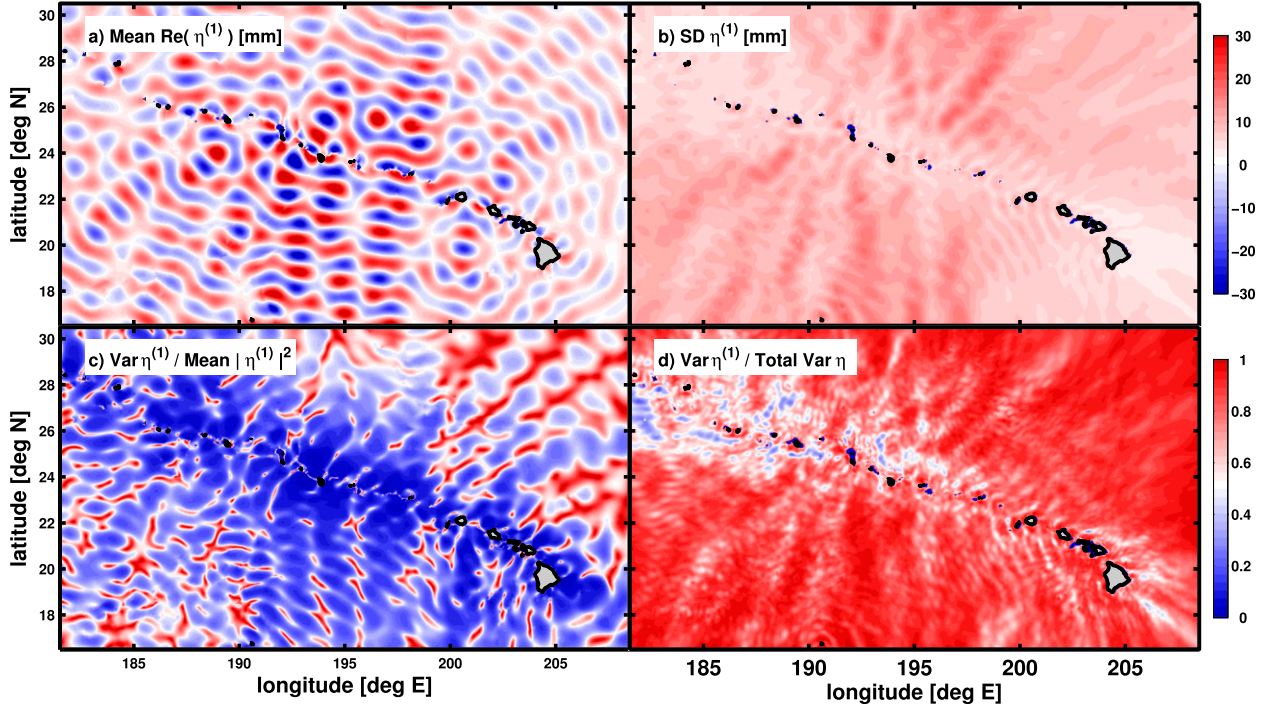 a) Mean Re( η(1) ) [mm]
b) SD η(1) [mm]
30
28
26
24
22
20
18
latitude [deg N]
30
20
10
0
−10
−20
−30
c) Var η(1) / Mean | η(1) |2
d) Var η(1) / Total Var η
30
28
26
24
22
20
18
latitude [deg N]
1
0.8
0.6
0.4
0.2
0
185 190 195 200 205
longitude [deg E]
185 190 195 200 205
longitude [deg E]